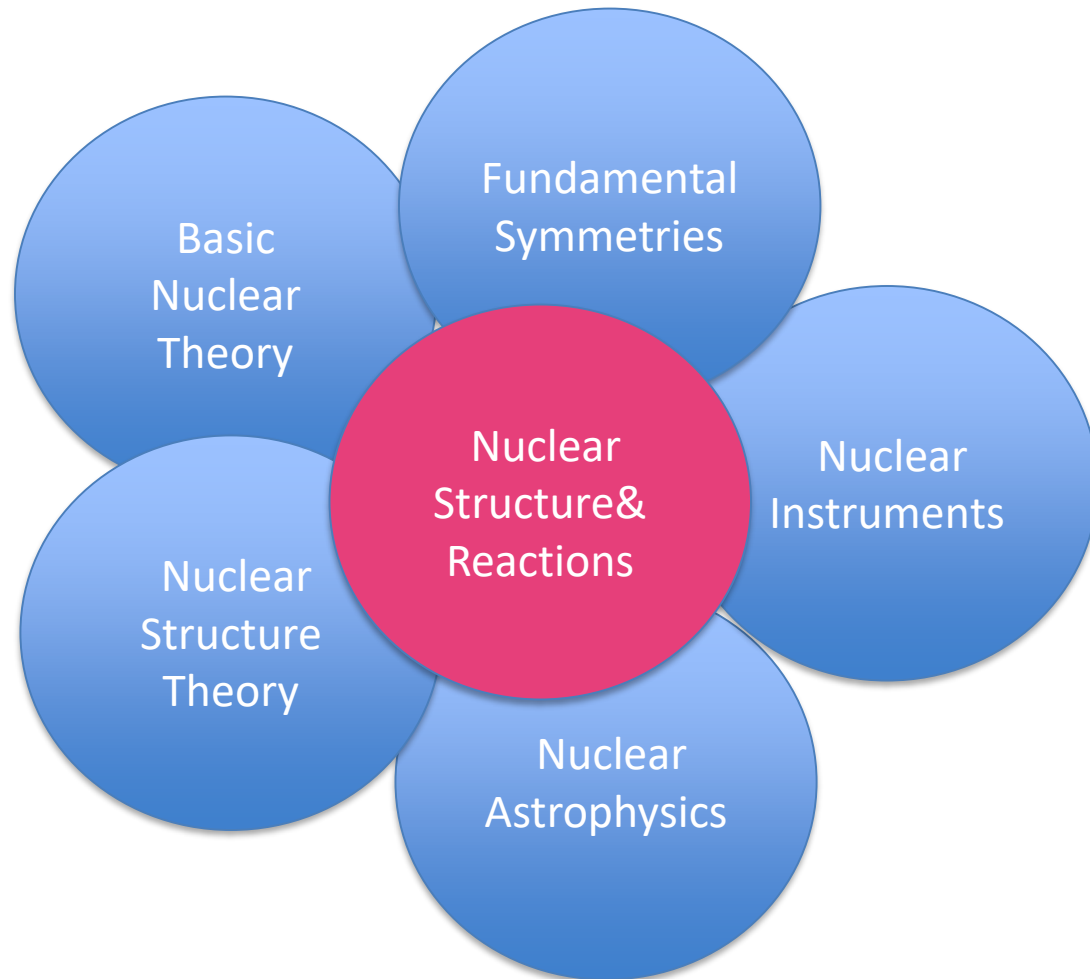 Fundamental
Symmetries
Basic
Nuclear
Theory
Nuclear
Structure&
Reactions
Nuclear
Instruments
Nuclear
Structure
Theory
Nuclear
Astrophysics